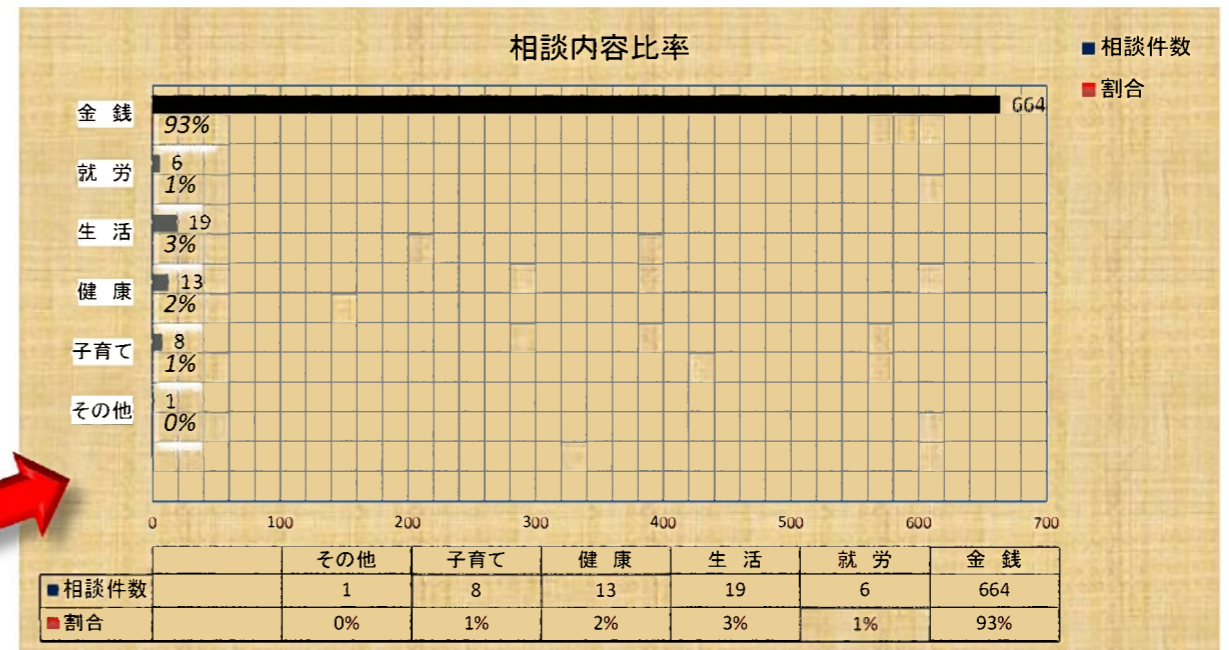 相談内容比率
■相談件数
■割合
金 銭 664
93%
就 労 6
1%
生 活 19
3%
健 康 13
2%
子育て 8
1%
その他 1
0%
0 100 200 300 400 500 600 700
その他 子育て 健 康 生 活 就 労 金 銭
■相談件数 1 8 13 19 6 664
■割合 0% 1% 2% 3% 1% 93%